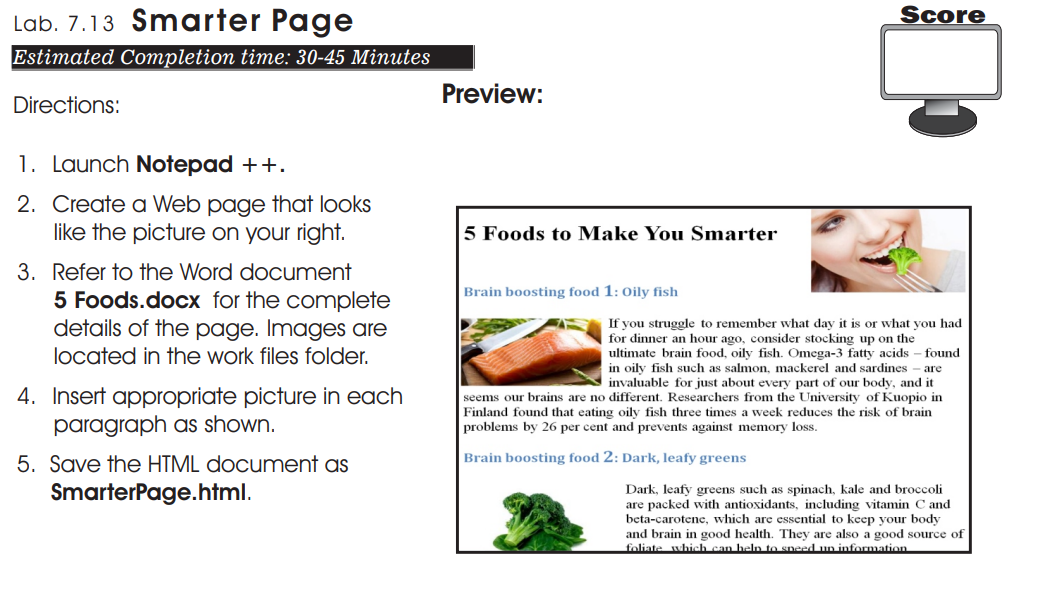 Lab. 7.13 Smarter Page
Score
Estimated Completion time: 30-45 Minutes
Directions:
1. Launch Notepad ++.
2. Create a Web page that looks
like the picture on your right.
3. Refer to the Word document
5 Foods.docx for the complete
details of the page. Images are
located in the work files folder.
4. Insert appropriate picture in each
paragraph as shown.
5. Save the HTML document as
SmarterPage.html.
Preview:
5 Foods to Make You Smarter
Brain boosting food 1: Oily fish
If you struggle to remember what day it is or what you had
for dinner an hour ago, consider stocking up on the
ultimate brain food, oily fish. Omega-3 fatty acids – found
in oily fish such as salmon, mackerel and sardines – are
invaluable for just about every part of our body, and it
seems our brains are no different. Researchers from the University of Kuopio in
Finland found that eating oily fish three times a week reduces the risk of brain
problems by 26 per cent and prevents against memory loss.
Brain boosting food 2: Dark, leafy greens
Dark, leafy greens such as spinach, kale and broccoli
are packed with antioxidants, including vitamin C and
beta-carotene, which are essential to keep your body
and brain in good health. They are also a good source of
foliate, which can help to speed up information